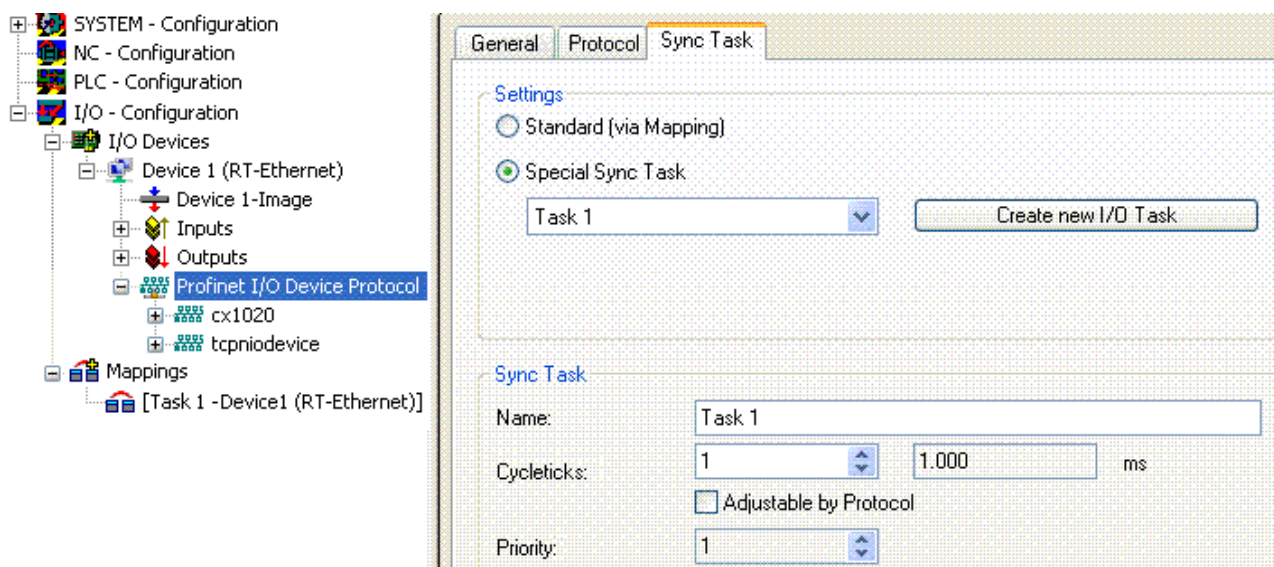 SYSTEM - Configuration
NC - Configuration
PLC - Configuration
I/O - Configuration
I/O Devices
Device 1 (RT-Ethernet)
Device 1-Image
Inputs
Outputs
Profinet I/O Device Protocol
cx1020
tcpniodevice
Mappings
[Task 1 -Device1 (RT-Ethernet)]
General Protocol Sync Task
Settings
Standard (via Mapping)
Special Sync Task
Task 1 Create new I/O Task
Sync Task
Name: Task 1
Cycleticks: 1 1.000 ms
Adjustable by Protocol
Priority: 1